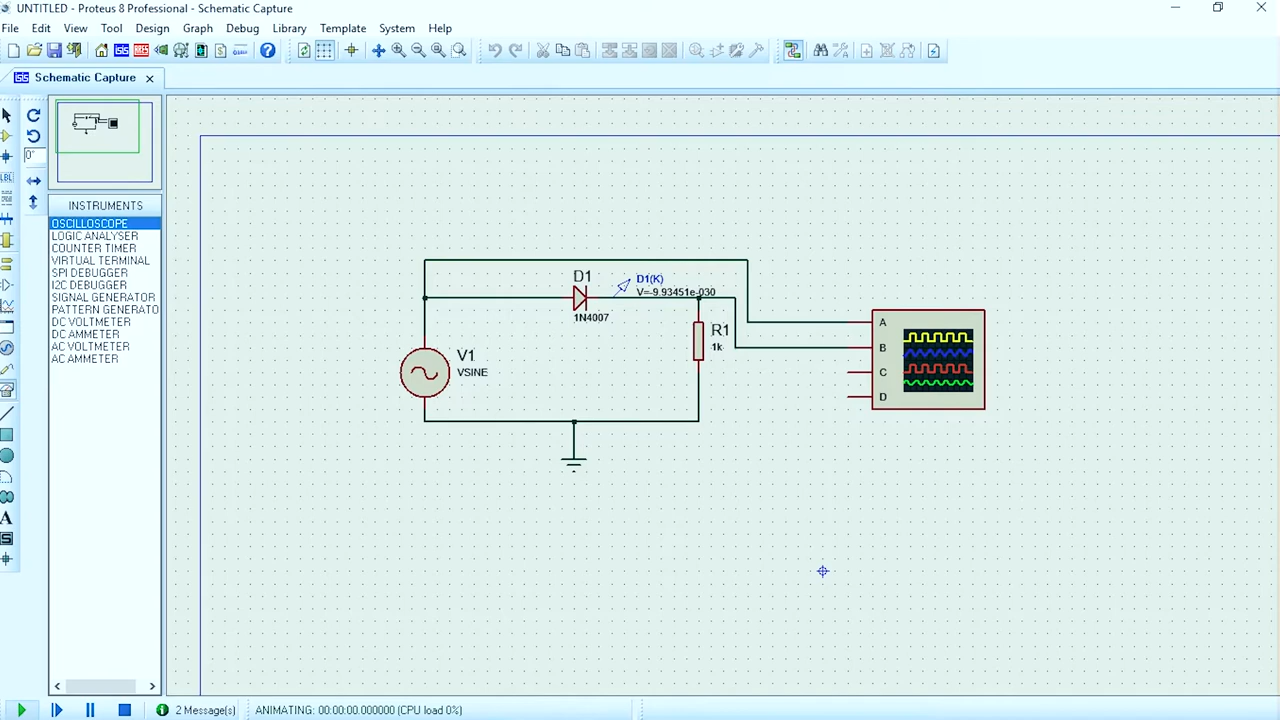 UNTITLED - Proteus 8 Professional - Schematic Capture
File Edit View Tool Design Graph Debug Library Template System Help
Schematic Capture
0°
INSTRUMENTS
OSCILLOSCOPE
LOGIC ANALYSER
COUNTER TIMER
VIRTUAL TERMINAL
SPI DEBUGGER
I2C DEBUGGER
SIGNAL GENERATOR
PATTERN GENERATO
DC VOLTMETER
DC AMMETER
AC VOLTMETER
AC AMMETER
LBL
A
S
D1
1N4007
D1(K)
V=-9.93451e-030
R1
1k
V1
VSINE
A
B
C
D
2 Message(s)
ANIMATING: 00:00:00.000000 (CPU load 0%)